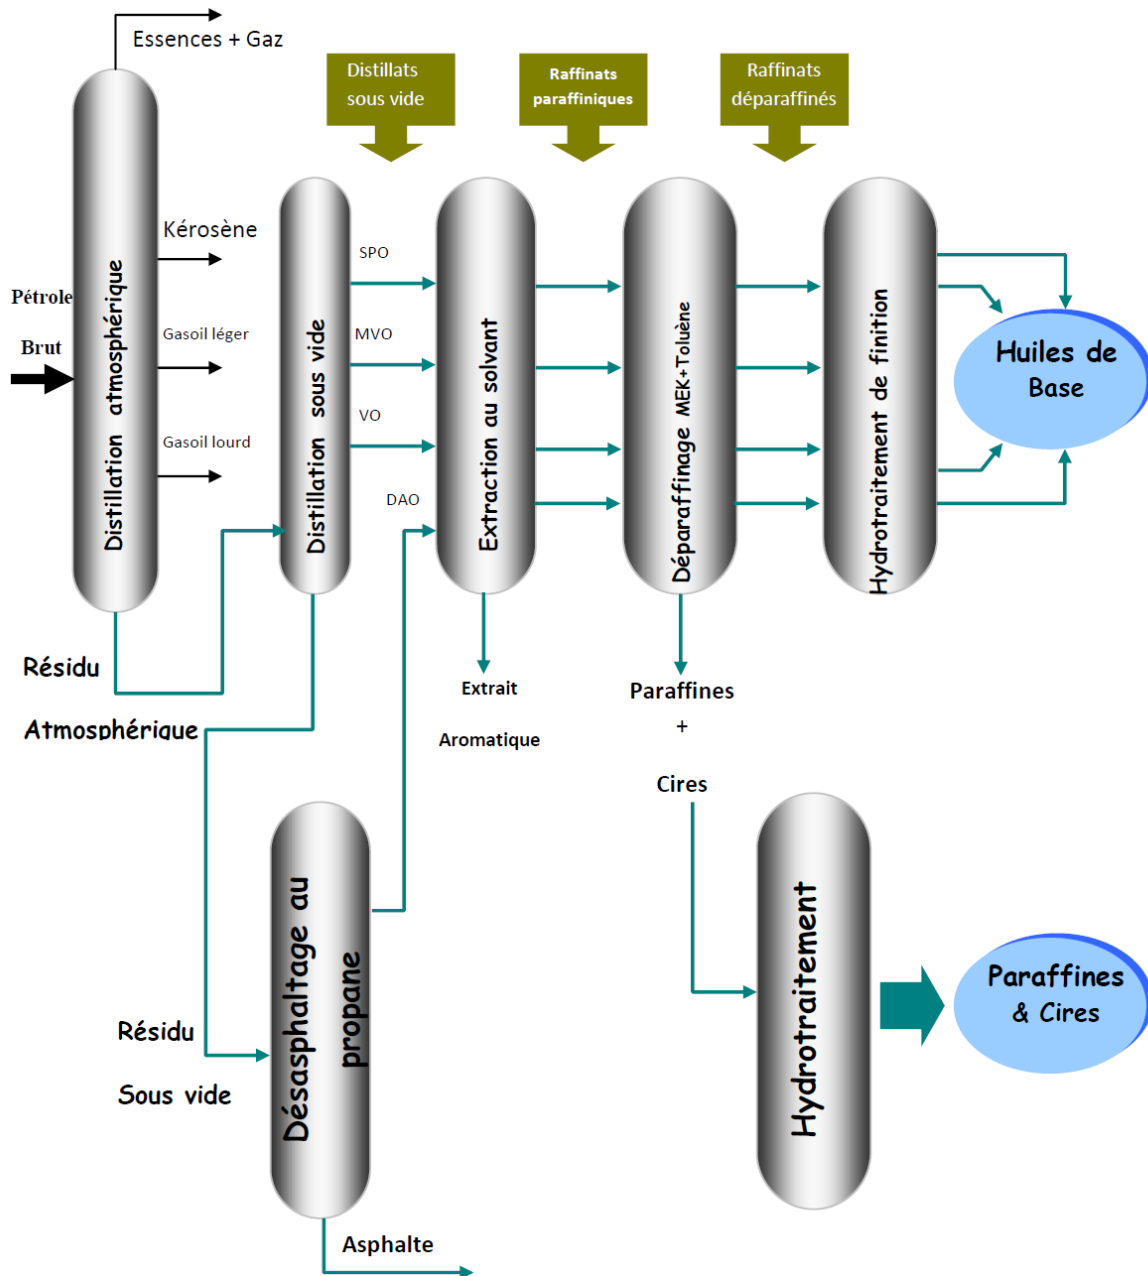 Essences + Gaz
Distillats
sous vide
Raffinats
paraffiniques
Raffinats
déparaffinés
Kérosène
Pétrole
Brut
Gasoil léger
Gasoil lourd
Distillation atmosphérique
Distillation sous vide
SPO
MVO
VO
DAO
Extraction au solvant
Déparaffinage MEK+Toluène
Hydrotraitement de finition
Huiles de
Base
Résidu
Atmosphérique
Extrait
Aromatique
Paraffines
+
Cires
Désasphaltage au
propane
Hydrotraitement
Paraffines
& Cires
Résidu
Sous vide
Asphalte